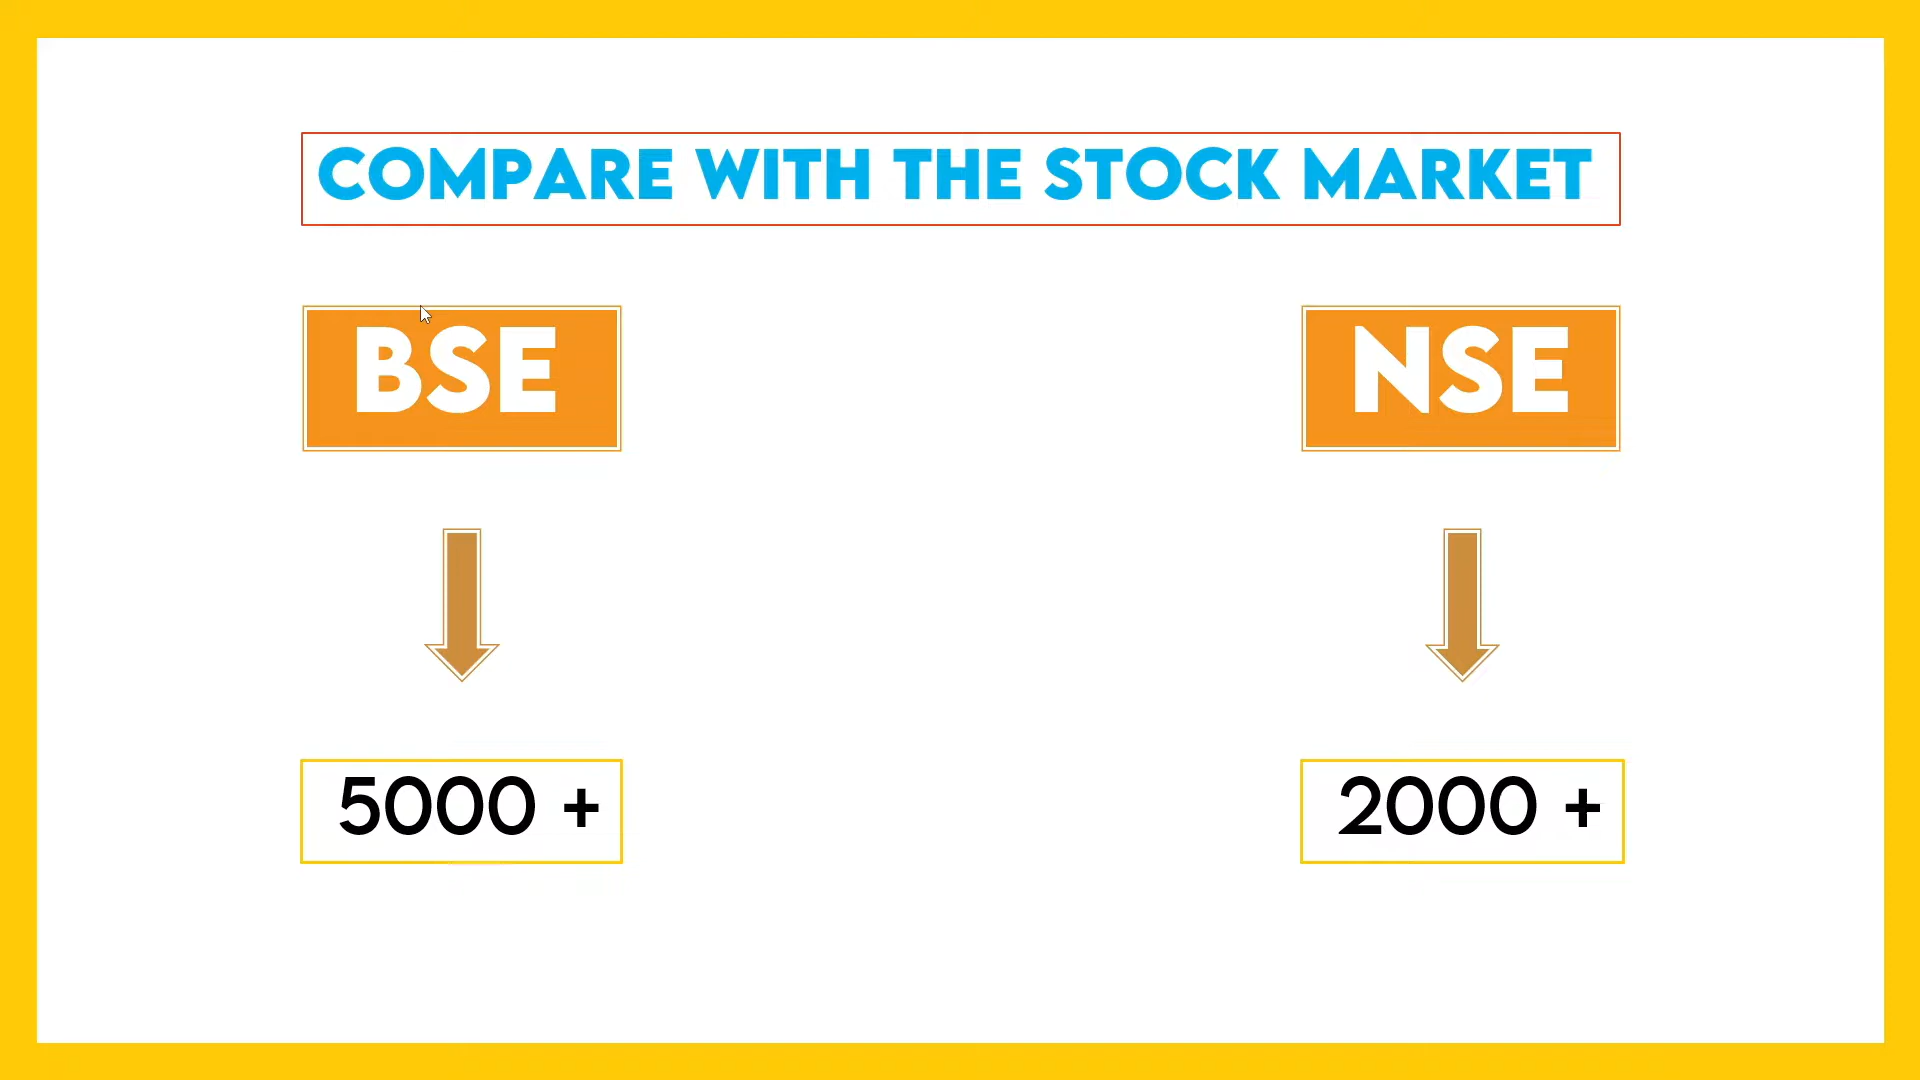 COMPARE WITH THE STOCK MARKET
BSE
NSE
5000 +
2000 +